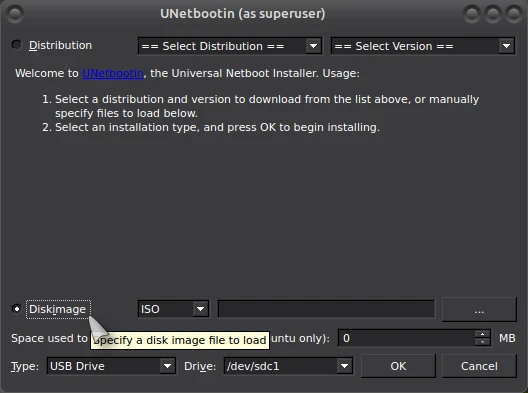 UNetbootin (as superuser)
Distribution == Select Distribution == == Select Version ==
Welcome to UNetbootin, the Universal Netboot Installer. Usage:
1. Select a distribution and version to download from the list above, or manually
specify files to load below.
2. Select an installation type, and press OK to begin installing.
Diskimage ISO ...
Space used to untu only): 0 MB
Specify a disk image file to load
Type: USB Drive Drive: /dev/sdc1 OK Cancel